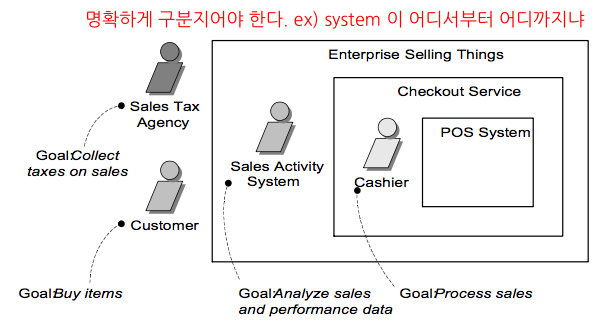 명확하게 구분지어야 한다. ex) system 이 어디서부터 어디까지냐
Enterprise Selling Things
Checkout Service
POS System
Sales Tax
Agency
Goal:Collect
taxes on sales
Sales Activity
System
Cashier
Customer
Goal:Buy items
Goal:Analyze sales
and performance data
Goal:Process sales